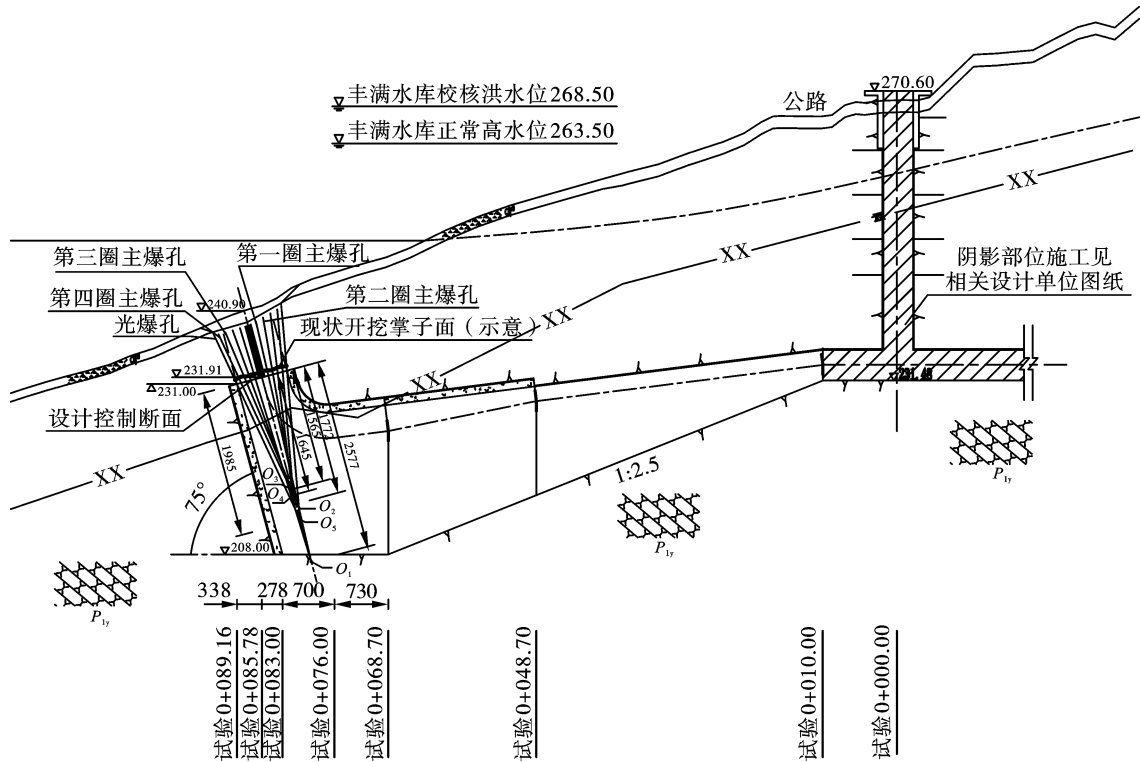 270.60
丰满水库校核洪水位268.50
公路
丰满水库正常高水位263.50
XX
XX
第三圈主爆孔
第一圈主爆孔
阴影部位施工见
相关设计单位图纸
第四圈主爆孔
240.90
第二圈主爆孔
光爆孔
现状开挖掌子面（示意）
XX
231.91
231.00
XX
设计控制断面
1985
1645
1565
1772
2577
XX
O₃
O₄
O₂
O₅
75°
1:2.5
208.00
O₁
P₁y
P₁y
P₁y
338
278
700
730
试验0+089.16
试验0+085.78
试验0+083.00
试验0+076.00
试验0+068.70
试验0+048.70
试验0+010.00
试验0+000.00